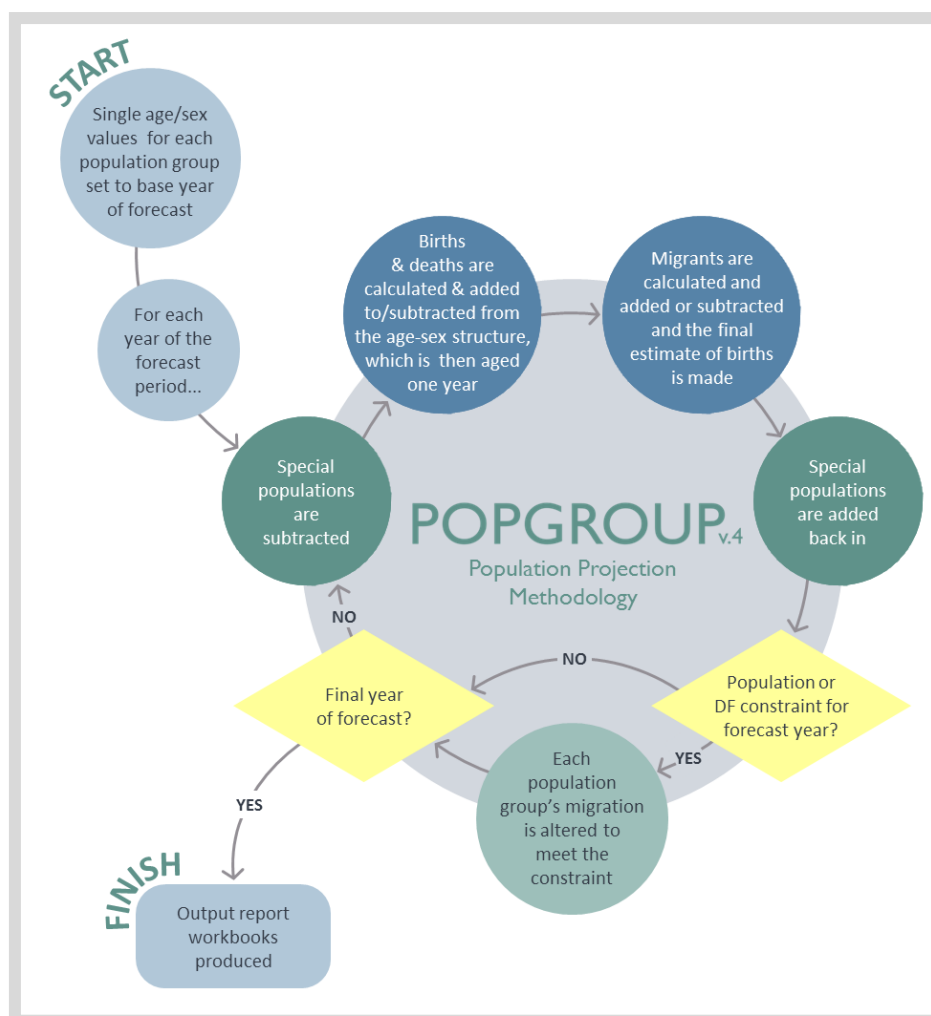 START
Single age/sex
values for each
population group
set to base year
of forecast
For each
year of the
forecast
period...
Special
populations
are
subtracted
Births
& deaths are
calculated & added
to/subtracted from
the age-sex structure,
which is then aged
one year
Migrants are
calculated and
added or subtracted
and the final
estimate of births
is made
Special
populations
are added
back in
POPGROUP v.4
Population Projection
Methodology
Population or
DF constraint for
forecast year?
NO
YES
Each
population
group's migration
is altered to
meet the
constraint
Final year
of forecast?
NO
YES
FINISH
Output report
workbooks
produced